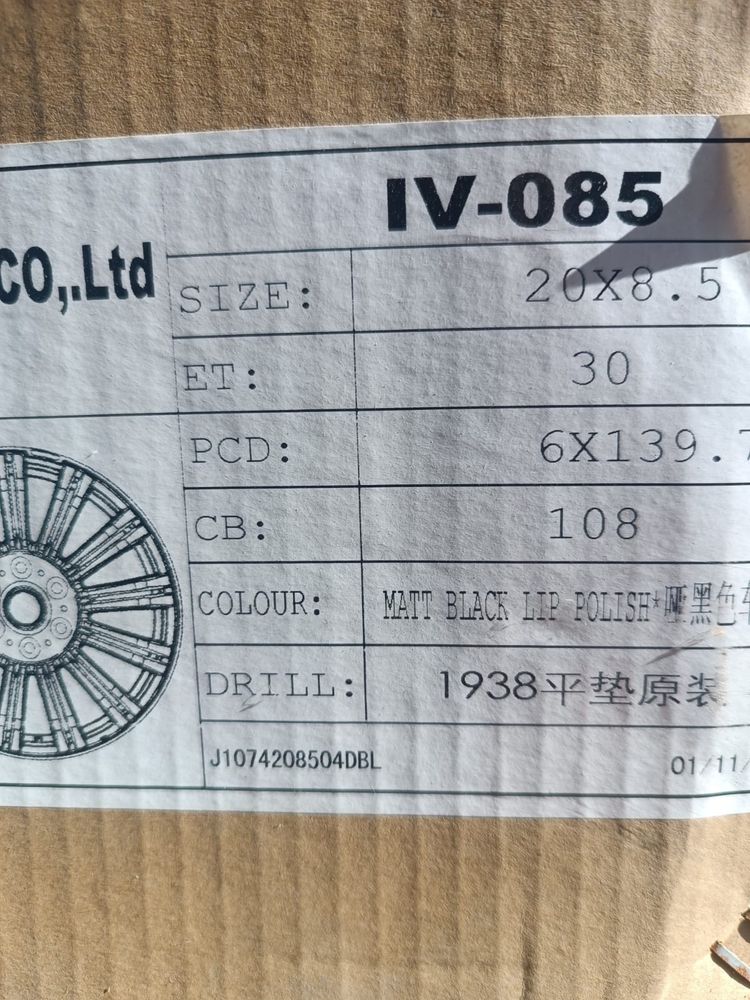 IV-085
CO,.Ltd
SIZE: 20X8.5
ET: 30
PCD: 6X139.7
CB: 108
COLOUR: MATT BLACK LIP POLISH*哑黑色车
DRILL: 1938平垫原装
J1074208504DBL 01/11/